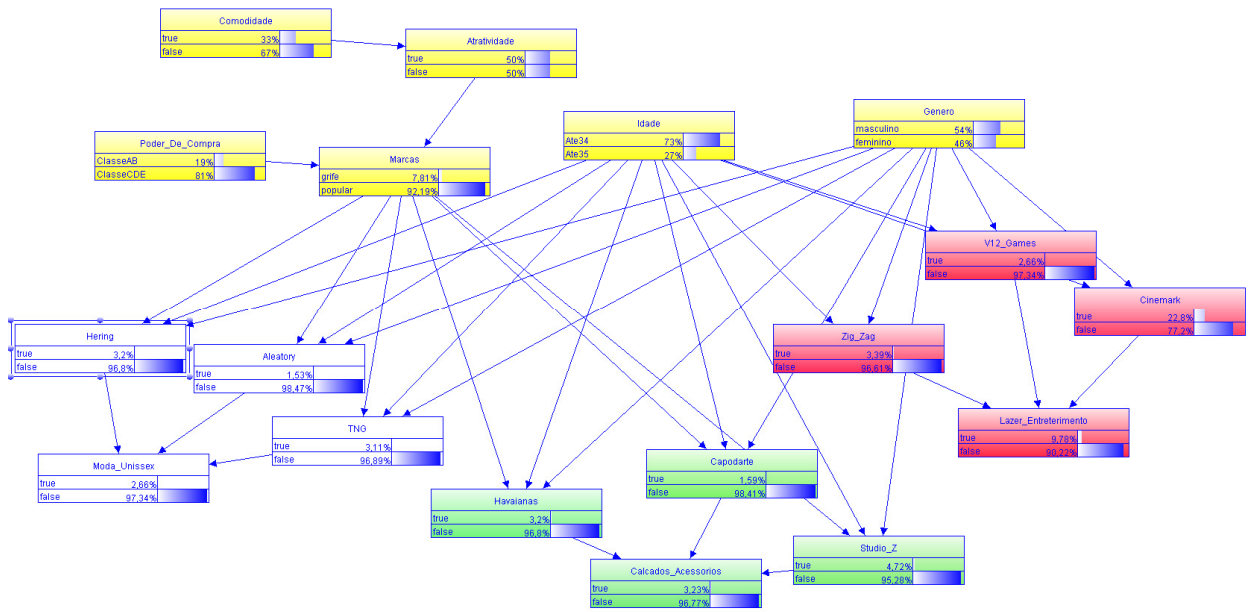 Comodidade
true 33%
false 67%
Atratividade
true 50%
false 50%
Poder_De_Compra
ClasseAB 19%
ClasseCDE 81%
Marcas
grife 7,81%
popular 92,19%
Idade
Ate34 73%
Ate35 27%
Genero
masculino 54%
feminino 46%
V12_Games
true 2,66%
false 97,34%
Cinemark
true 22,8%
false 77,2%
Hering
true 3,2%
false 96,8%
Aleatory
true 1,53%
false 98,47%
Zig_Zag
true 3,39%
false 96,61%
TNG
true 3,11%
false 96,89%
Lazer_Entreterimento
true 9,78%
false 90,22%
Moda_Unissex
true 2,66%
false 97,34%
Capodarte
true 1,59%
false 98,41%
Havaianas
true 3,2%
false 96,8%
Studio_Z
true 4,72%
false 95,28%
Calcados_Acessorios
true 3,23%
false 96,77%